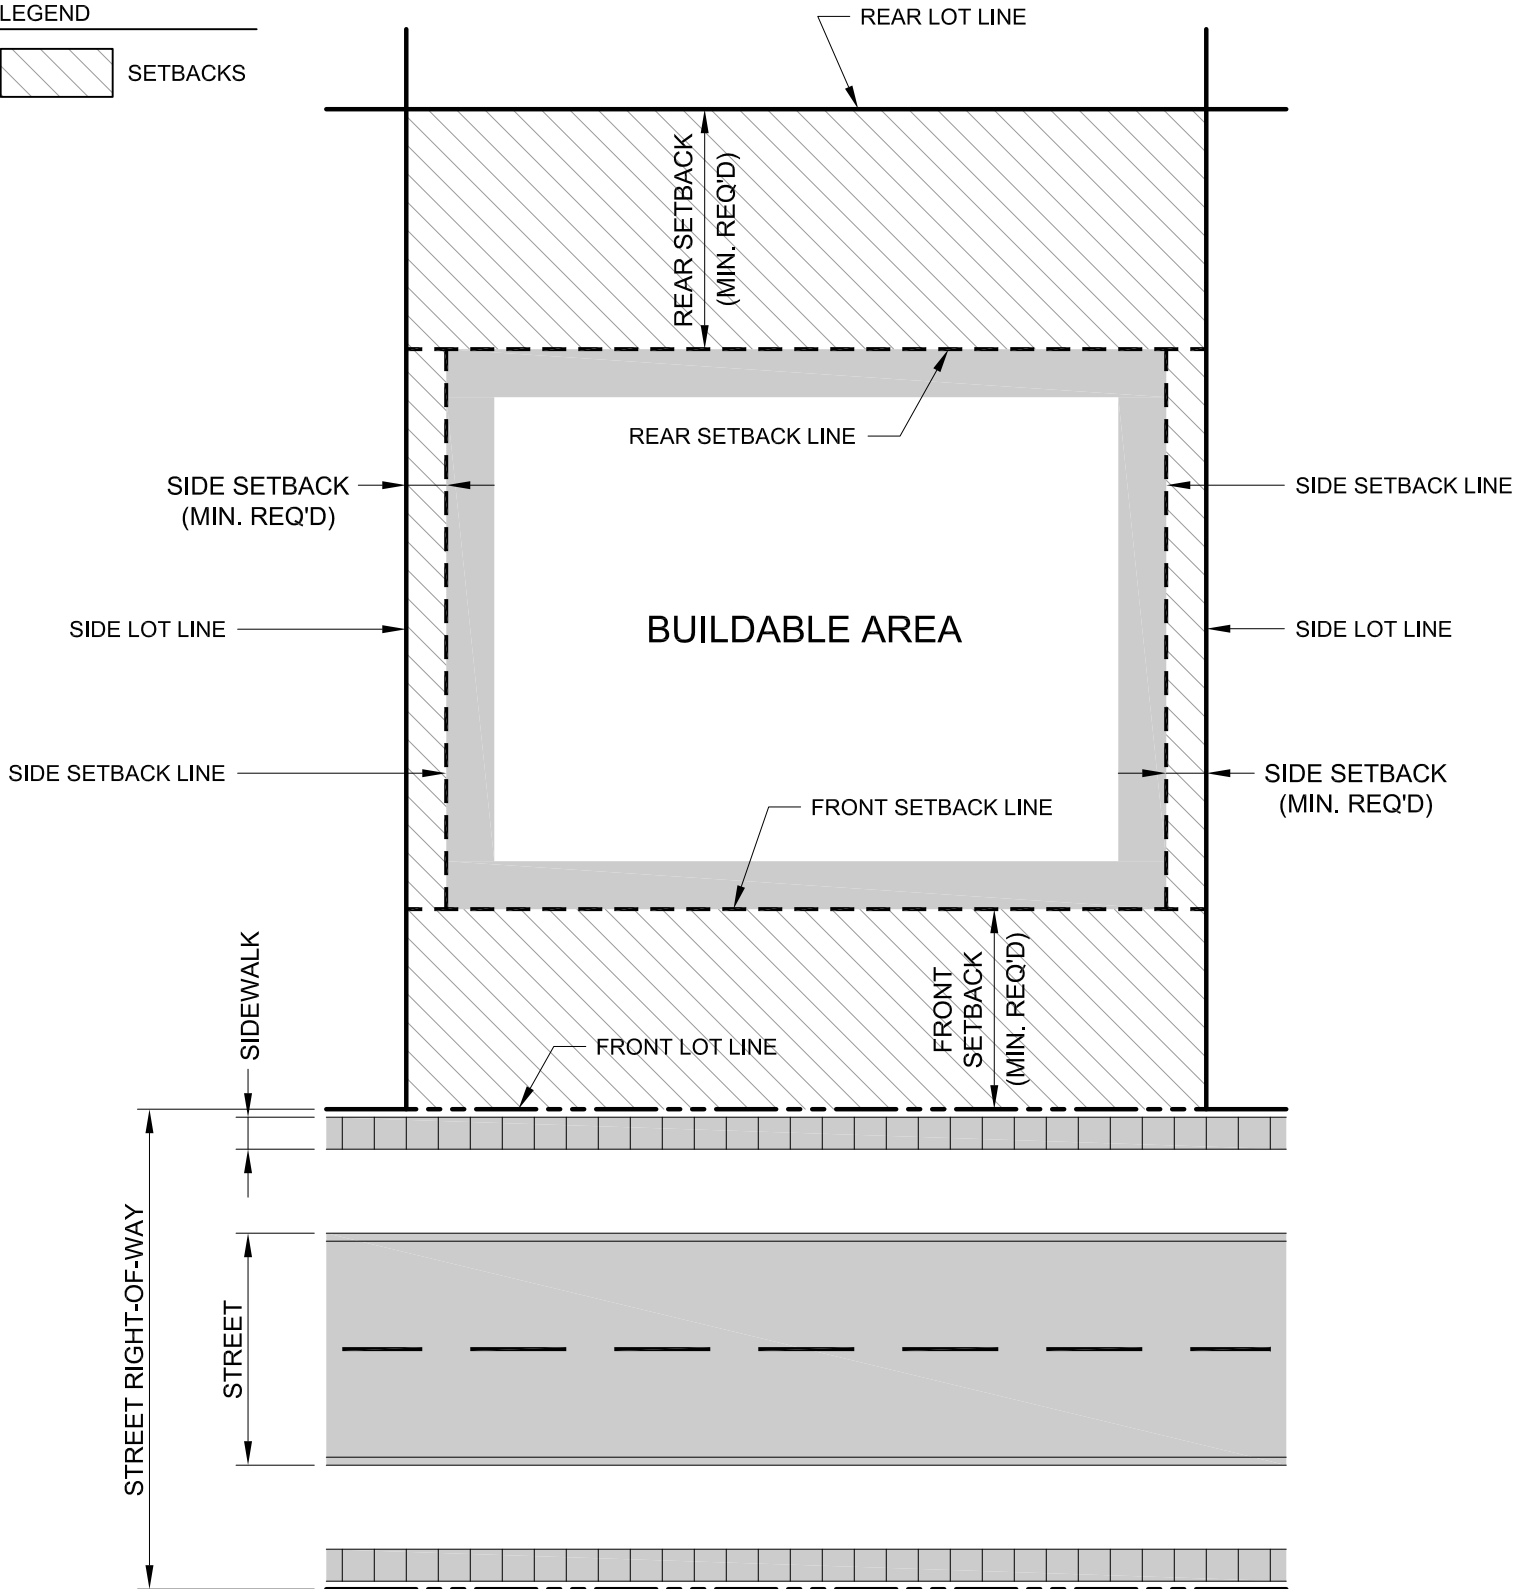 LEGEND
SETBACKS
REAR LOT LINE
REAR SETBACK
(MIN. REQ'D)
REAR SETBACK LINE
SIDE SETBACK
(MIN. REQ'D)
SIDE SETBACK LINE
BUILDABLE AREA
SIDE LOT LINE
SIDE LOT LINE
SIDE SETBACK LINE
SIDE SETBACK
(MIN. REQ'D)
FRONT SETBACK LINE
SIDEWALK
FRONT
SETBACK
(MIN. REQ'D)
FRONT LOT LINE
STREET RIGHT-OF-WAY
STREET